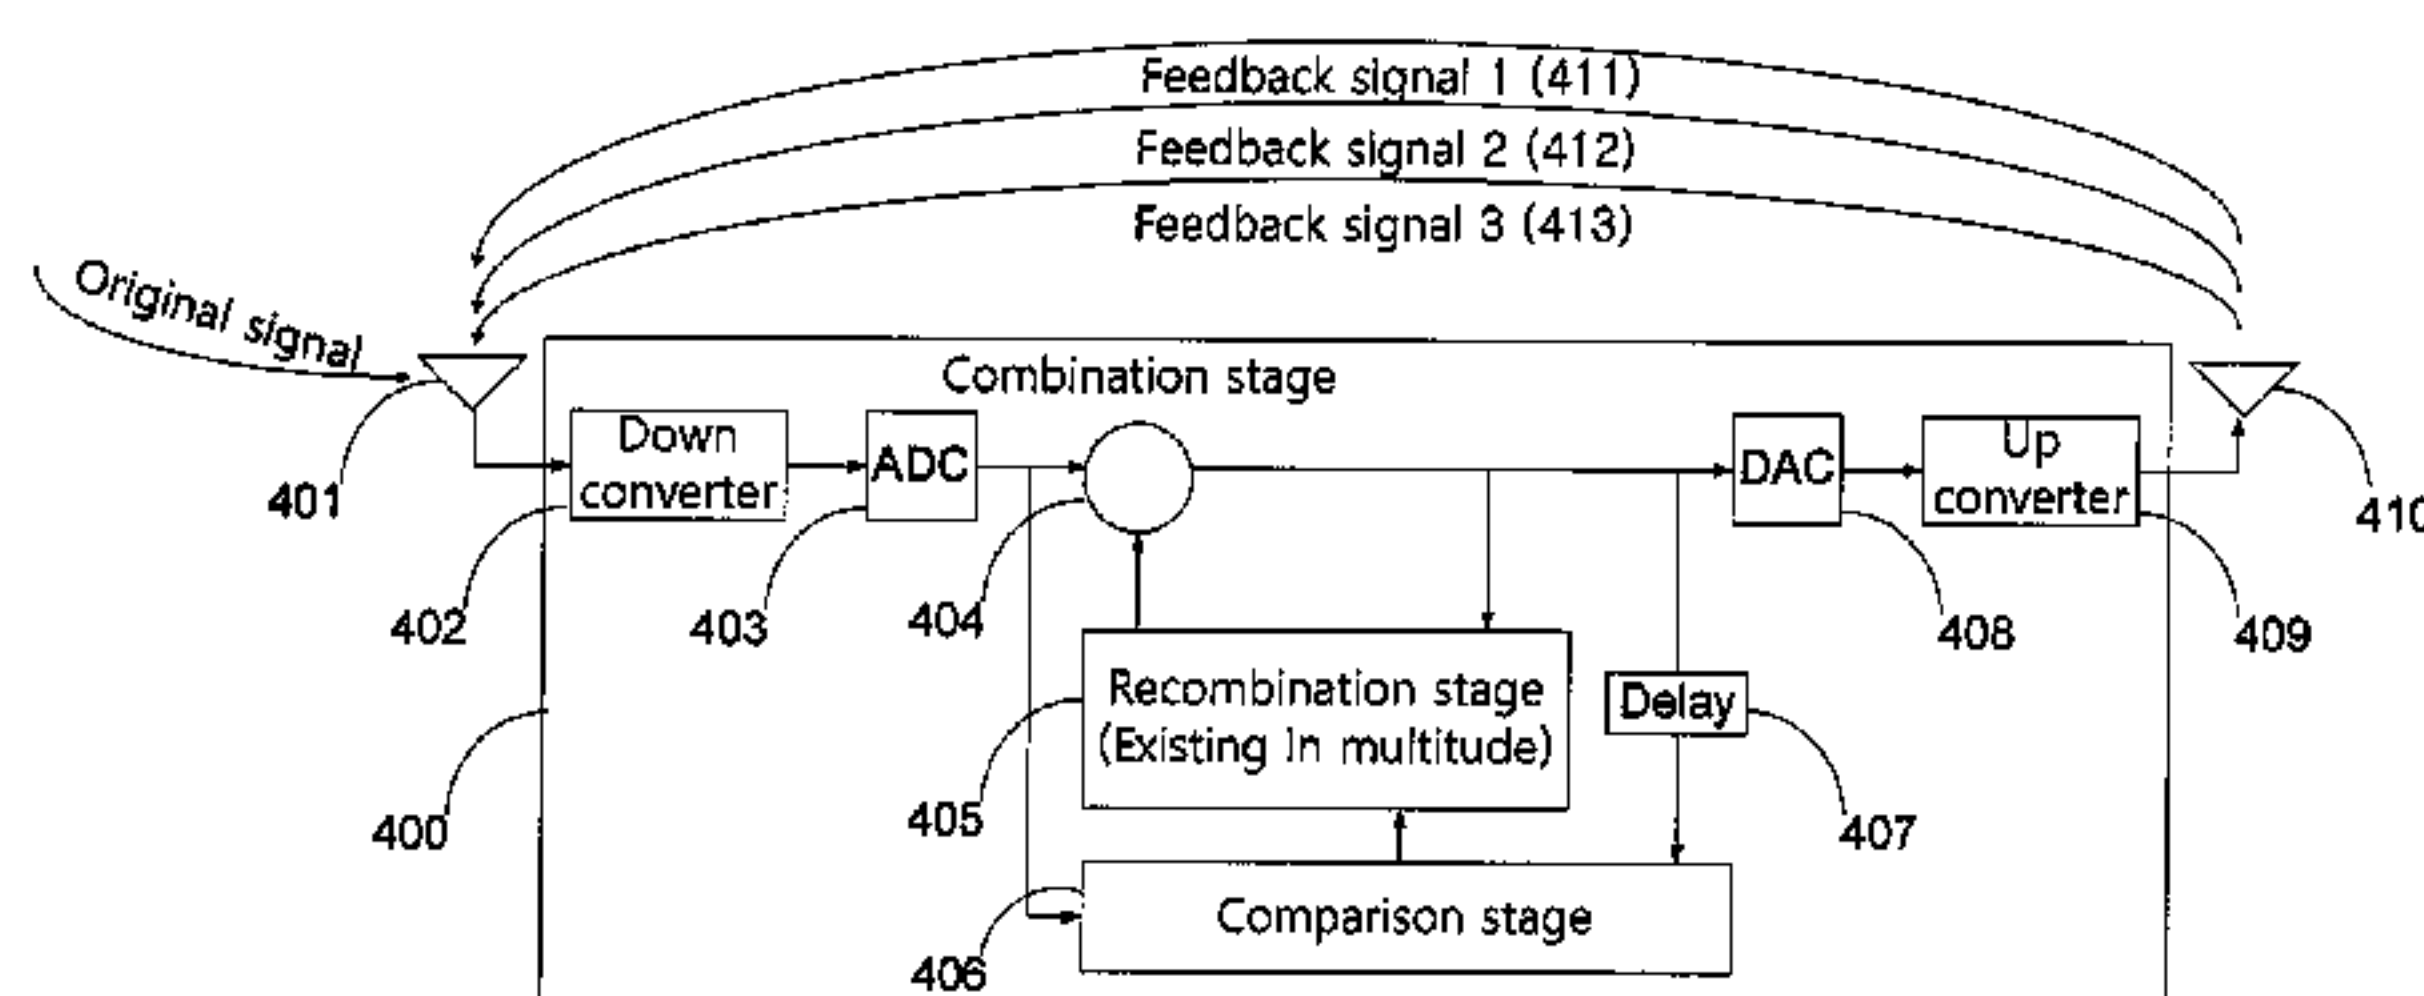 Feedback signal 1 (411)
Feedback signal 2 (412)
Feedback signal 3 (413)
Original signal
Combination stage
Down
converter
ADC
DAC
Up
converter
401
410
402
403
404
408
409
Recombination stage
(Existing In multitude)
Delay
400
405
407
Comparison stage
406